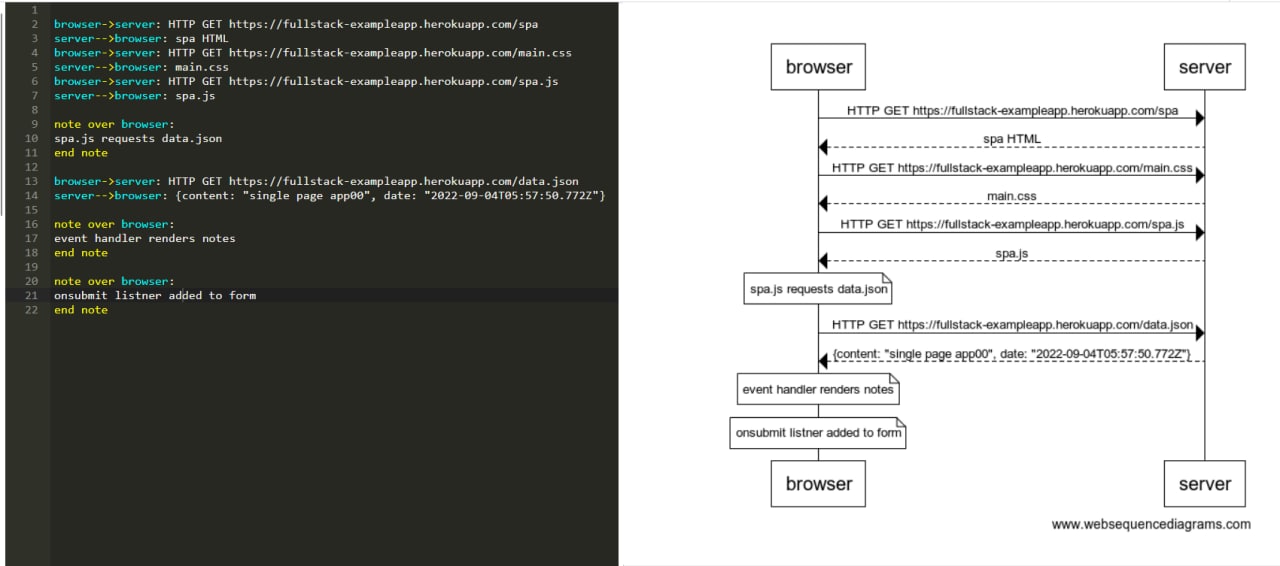 1
2 browser->server: HTTP GET https://fullstack-exampleapp.herokuapp.com/spa
3 server-->browser: spa HTML
4 browser->server: HTTP GET https://fullstack-exampleapp.herokuapp.com/main.css
5 server-->browser: main.css
6 browser->server: HTTP GET https://fullstack-exampleapp.herokuapp.com/spa.js
7 server-->browser: spa.js
8
9 note over browser:
10 spa.js requests data.json
11 end note
12
13 browser->server: HTTP GET https://fullstack-exampleapp.herokuapp.com/data.json
14 server-->browser: {content: "single page app00", date: "2022-09-04T05:57:50.772Z"}
15
16 note over browser:
17 event handler renders notes
18 end note
19
20 note over browser:
21 onsubmit listner added to form
22 end note
browser server
HTTP GET https://fullstack-exampleapp.herokuapp.com/spa
spa HTML
HTTP GET https://fullstack-exampleapp.herokuapp.com/main.css
main.css
HTTP GET https://fullstack-exampleapp.herokuapp.com/spa.js
spa.js
spa.js requests data.json
HTTP GET https://fullstack-exampleapp.herokuapp.com/data.json
{content: "single page app00", date: "2022-09-04T05:57:50.772Z"}
event handler renders notes
onsubmit listner added to form
browser server
www.websequencediagrams.com